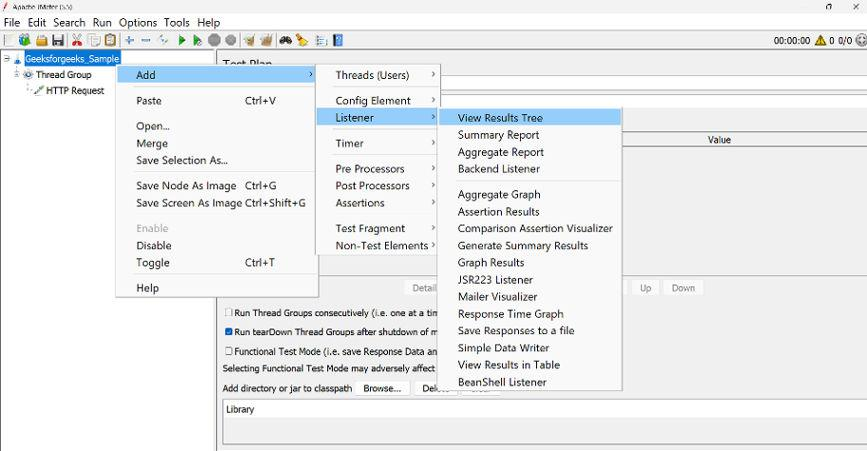 Apache JMeter (5.5)
File Edit Search Run Options Tools Help
00:00:00 0 0/0
Geeksforgeeks_Sample
Thread Group
HTTP Request
Test Plan
Add
Paste Ctrl+V
Open...
Merge
Save Selection As...
Save Node As Image Ctrl+G
Save Screen As Image Ctrl+Shift+G
Enable
Disable
Toggle Ctrl+T
Help
Threads (Users)
Config Element
Listener
Timer
Pre Processors
Post Processors
Assertions
Test Fragment
Non-Test Elements
View Results Tree
Summary Report
Aggregate Report
Backend Listener
Aggregate Graph
Assertion Results
Comparison Assertion Visualizer
Generate Summary Results
Graph Results
JSR223 Listener
Mailer Visualizer
Response Time Graph
Save Responses to a file
Simple Data Writer
View Results in Table
BeanShell Listener
Value
Detail Up Down
Run Thread Groups consecutively (i.e. one at a tim
Run tearDown Thread Groups after shutdown of m
Functional Test Mode (i.e. save Response Data an
Selecting Functional Test Mode may adversely affect
Add directory or jar to classpath Browse... Delete
Library